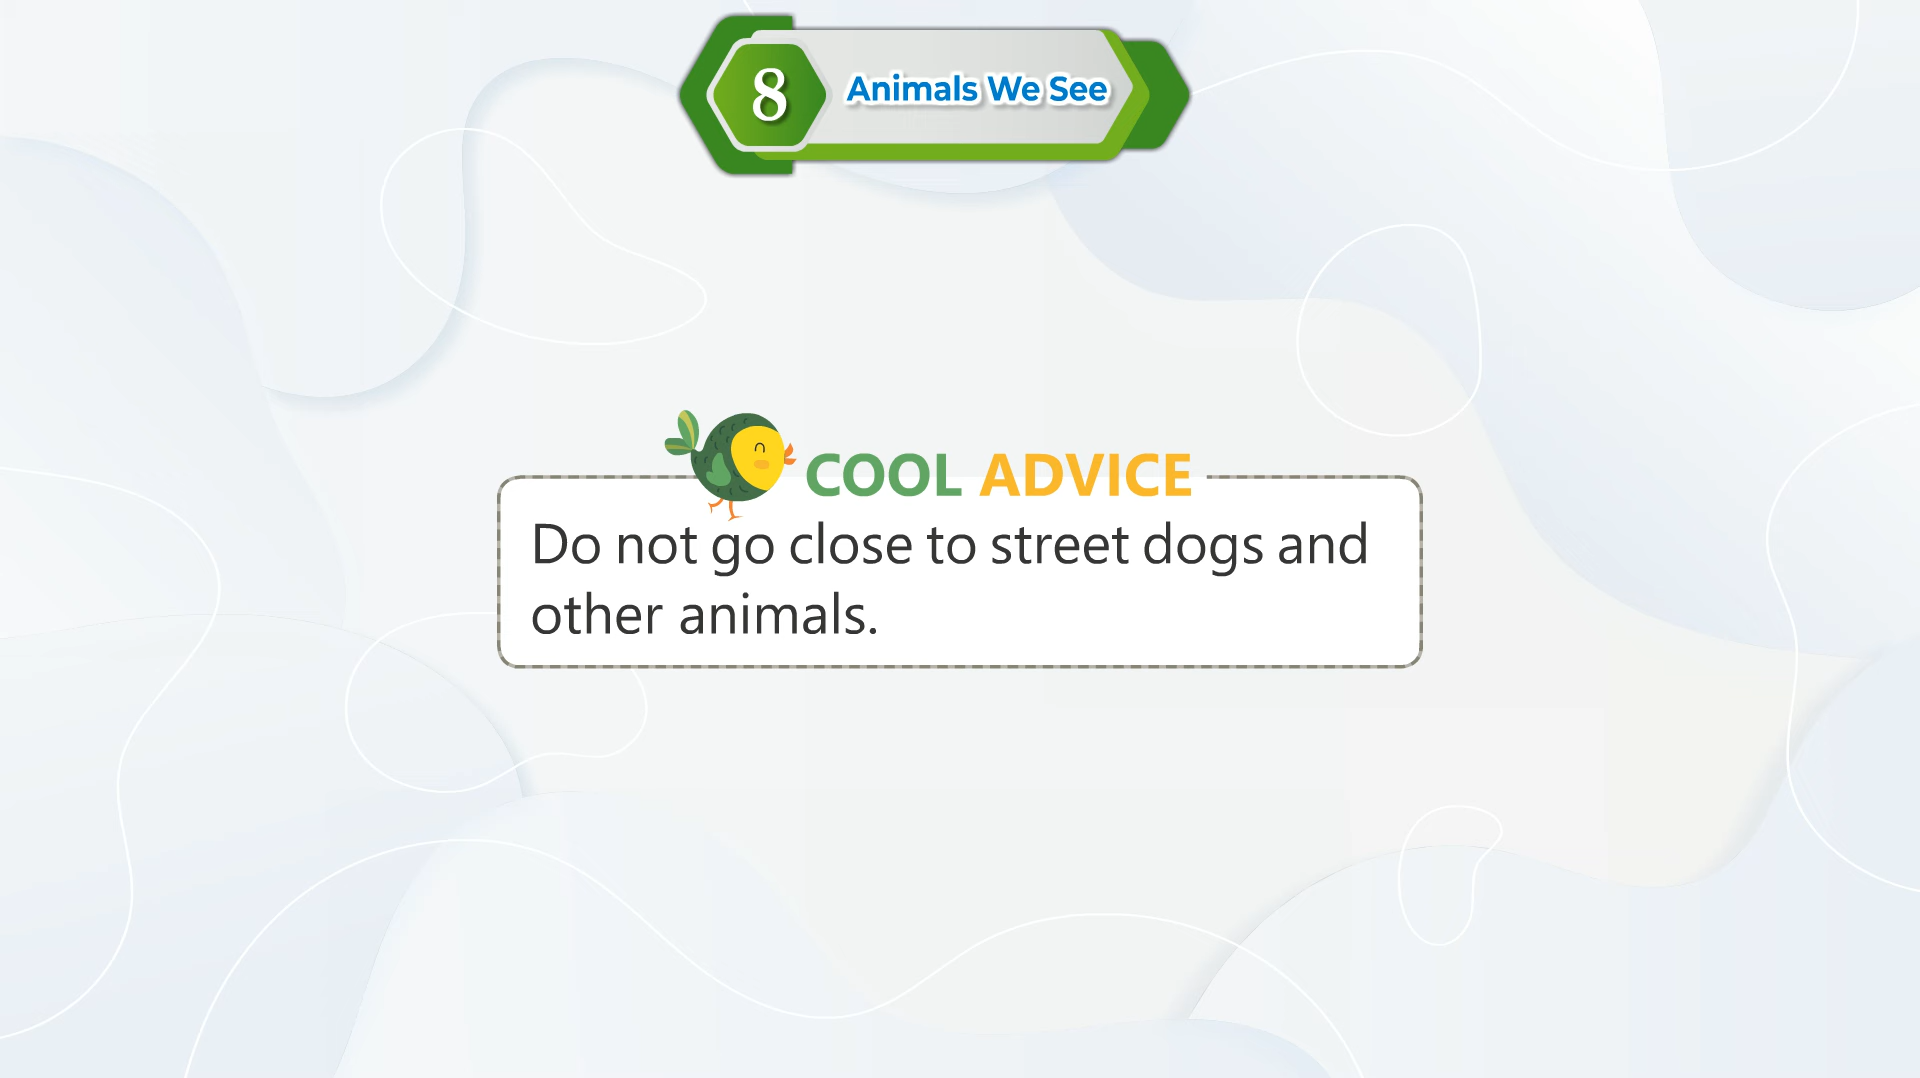 8
Animals We See
COOL ADVICE
Do not go close to street dogs and
other animals.